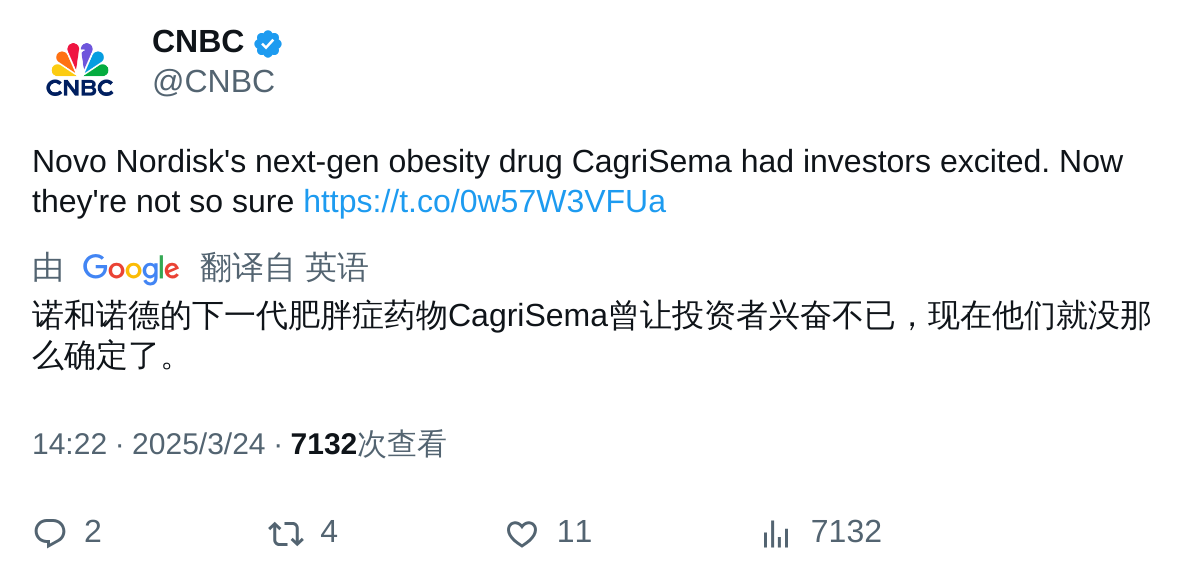 CNBC
CNBC
@CNBC
Novo Nordisk's next-gen obesity drug CagriSema had investors excited. Now
they're not so sure https://t.co/0w57W3VFUa
由 Google 翻译自 英语
诺和诺德的下一代肥胖症药物CagriSema曾让投资者兴奋不已，现在他们就没那
么确定了。
14:22 · 2025/3/24 · 7132次查看
2 4 11 7132